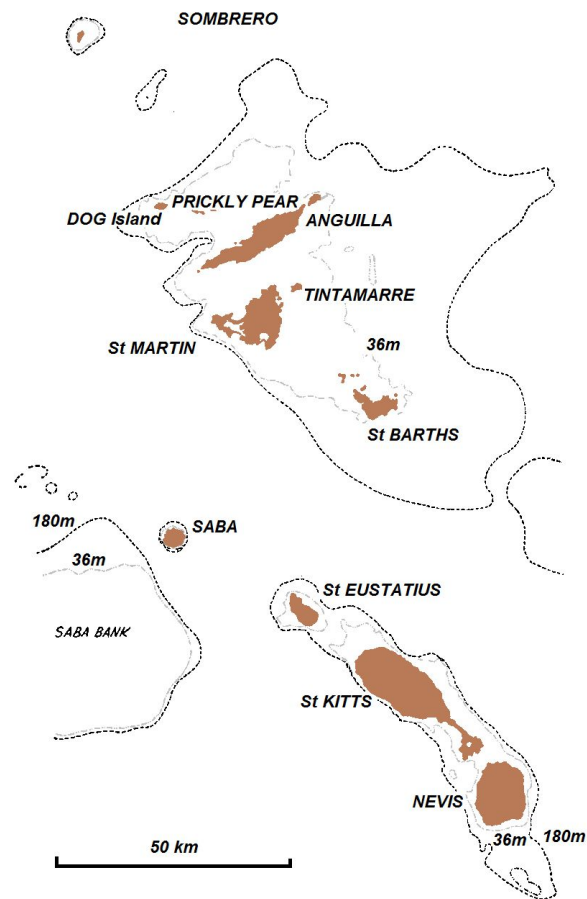 SOMBRERO
PRICKLY PEAR
DOG Island
ANGUILLA
TINTAMARRE
St MARTIN
36m
St BARTHS
180m
SABA
36m
St EUSTATIUS
SABA BANK
St KITTS
NEVIS
36m
180m
50 km